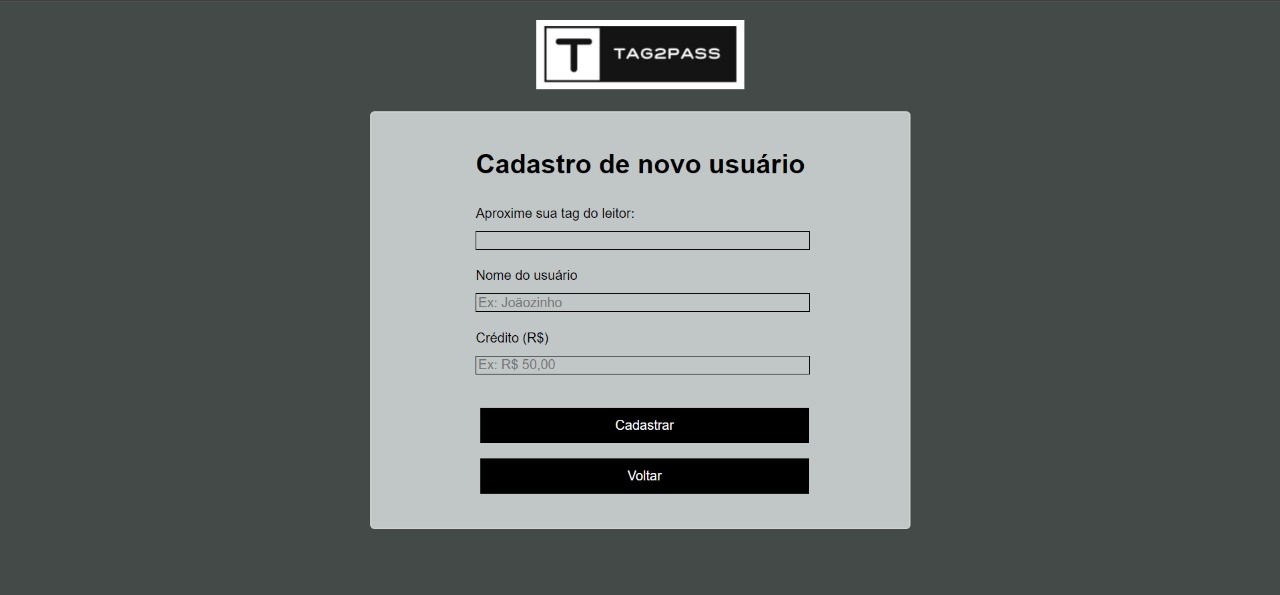 T TAG2PASS
Cadastro de novo usuário
Aproxime sua tag do leitor:
Nome do usuário
Ex: Joãozinho
Crédito (R$)
Ex: R$ 50,00
Cadastrar
Voltar